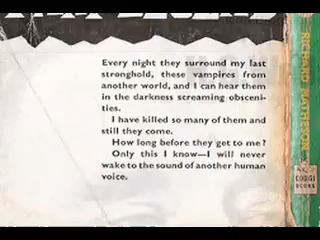 Every night they surround my last
stronghold, these vampires from
another world, and I can hear them
in the darkness screaming obsceni-
ties.
I have killed so many of them and
still they come.
How long before they get to me?
Only this I know—I will never
wake to the sound of another human
voice.
RICHARD MATHESON
CORGI
BOOKS